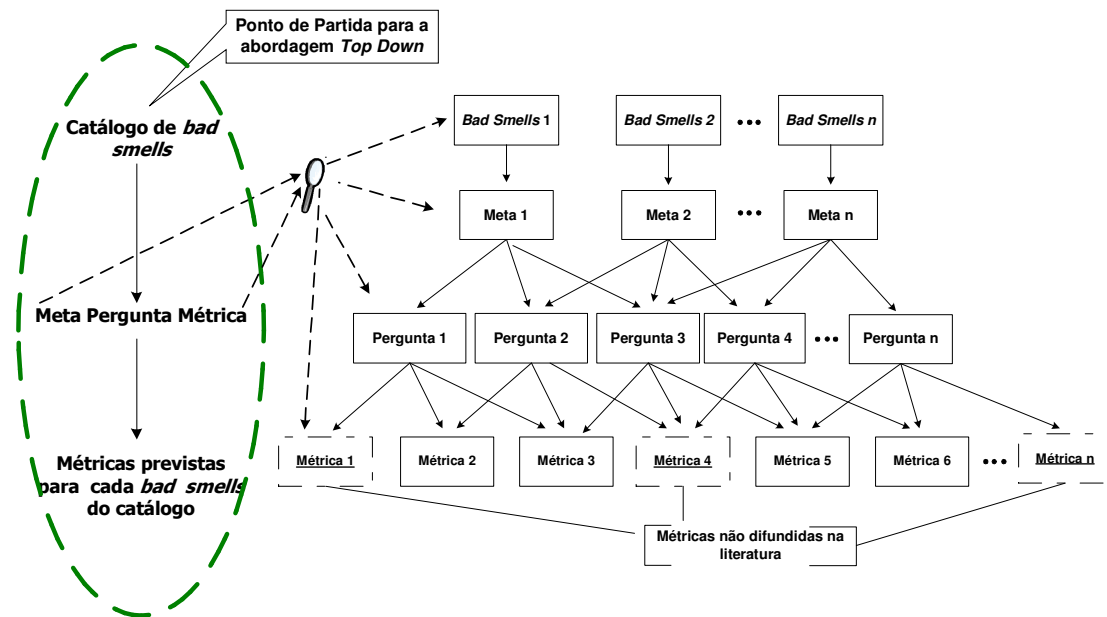 Ponto de Partida para a
abordagem Top Down
Catálogo de bad
smells
Meta Pergunta Métrica
Métricas previstas
para cada bad smells
do catálogo
Bad Smells 1
Bad Smells 2
•••
Bad Smells n
Meta 1
Meta 2
•••
Meta n
Pergunta 1
Pergunta 2
Pergunta 3
Pergunta 4
•••
Pergunta n
Métrica 1
Métrica 2
Métrica 3
Métrica 4
Métrica 5
Métrica 6
•••
Métrica n
Métricas não difundidas na
literatura